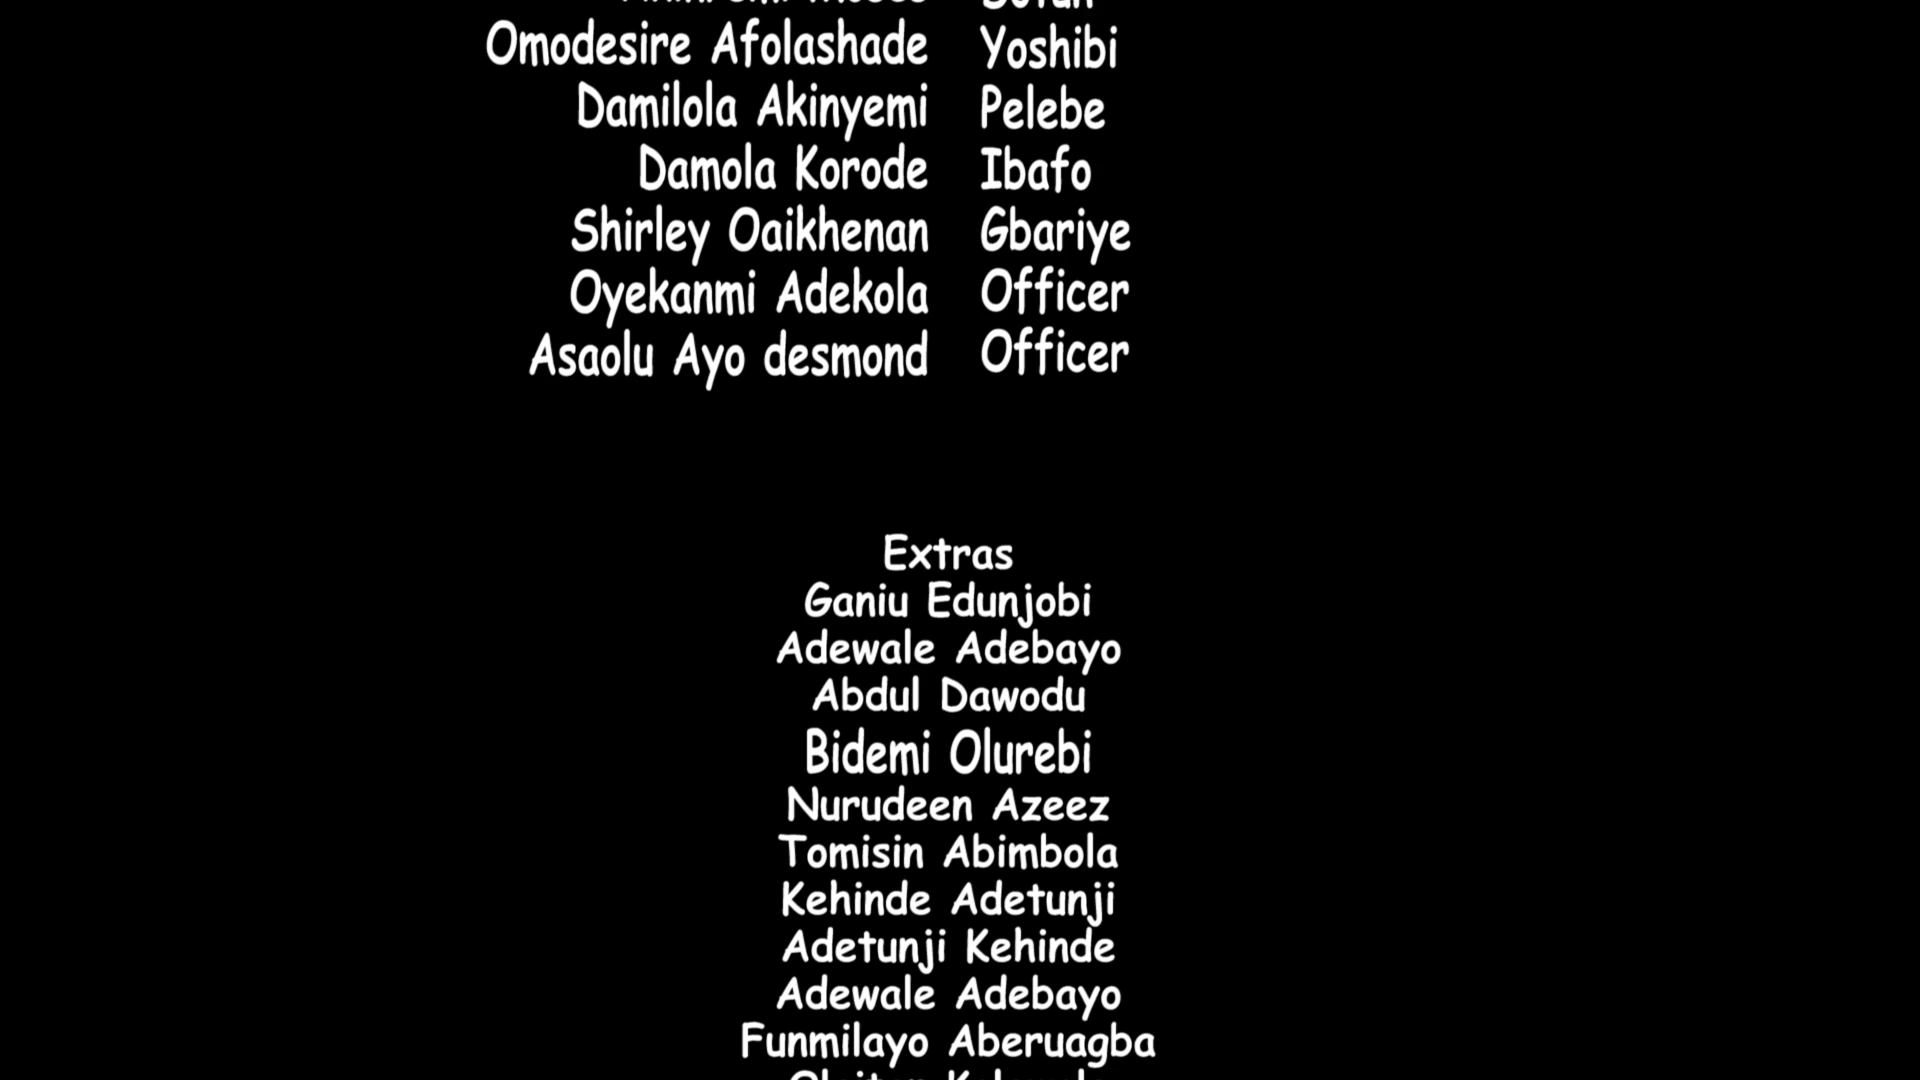 Omodesire Afolashade Yoshibi
Damilola Akinyemi Pelebe
Damola Korode Ibafo
Shirley Oaikhenan Gbariye
Oyekanmi Adekola Officer
Asaolu Ayo desmond Officer
Extras
Ganiu Edunjobi
Adewale Adebayo
Abdul Dawodu
Bidemi Olurebi
Nurudeen Azeez
Tomisin Abimbola
Kehinde Adetunji
Adetunji Kehinde
Adewale Adebayo
Funmilayo Aberuagba